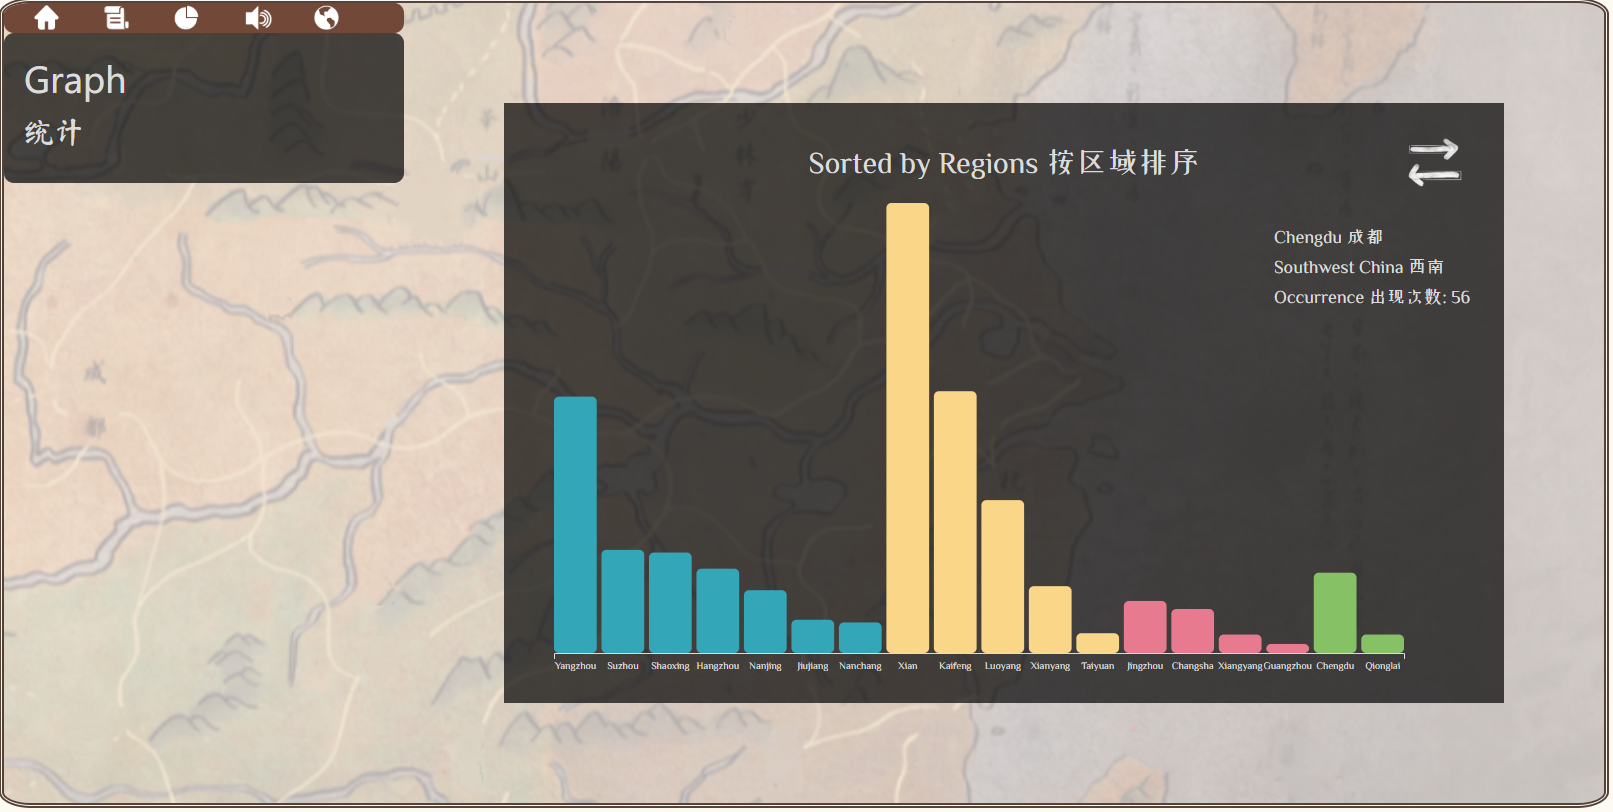 Graph
统计
Sorted by Regions 按区域排序
Chengdu 成都
Southwest China 西南
Occurrence 出现次数: 56
Yangzhou Suzhou Shaoxing Hangzhou Nanjing Jiujiang Nanchang Xian Kaifeng Luoyang Xianyang Taiyuan Jingzhou Changsha Xiangyang Guangzhou Chengdu Qionglai
成都